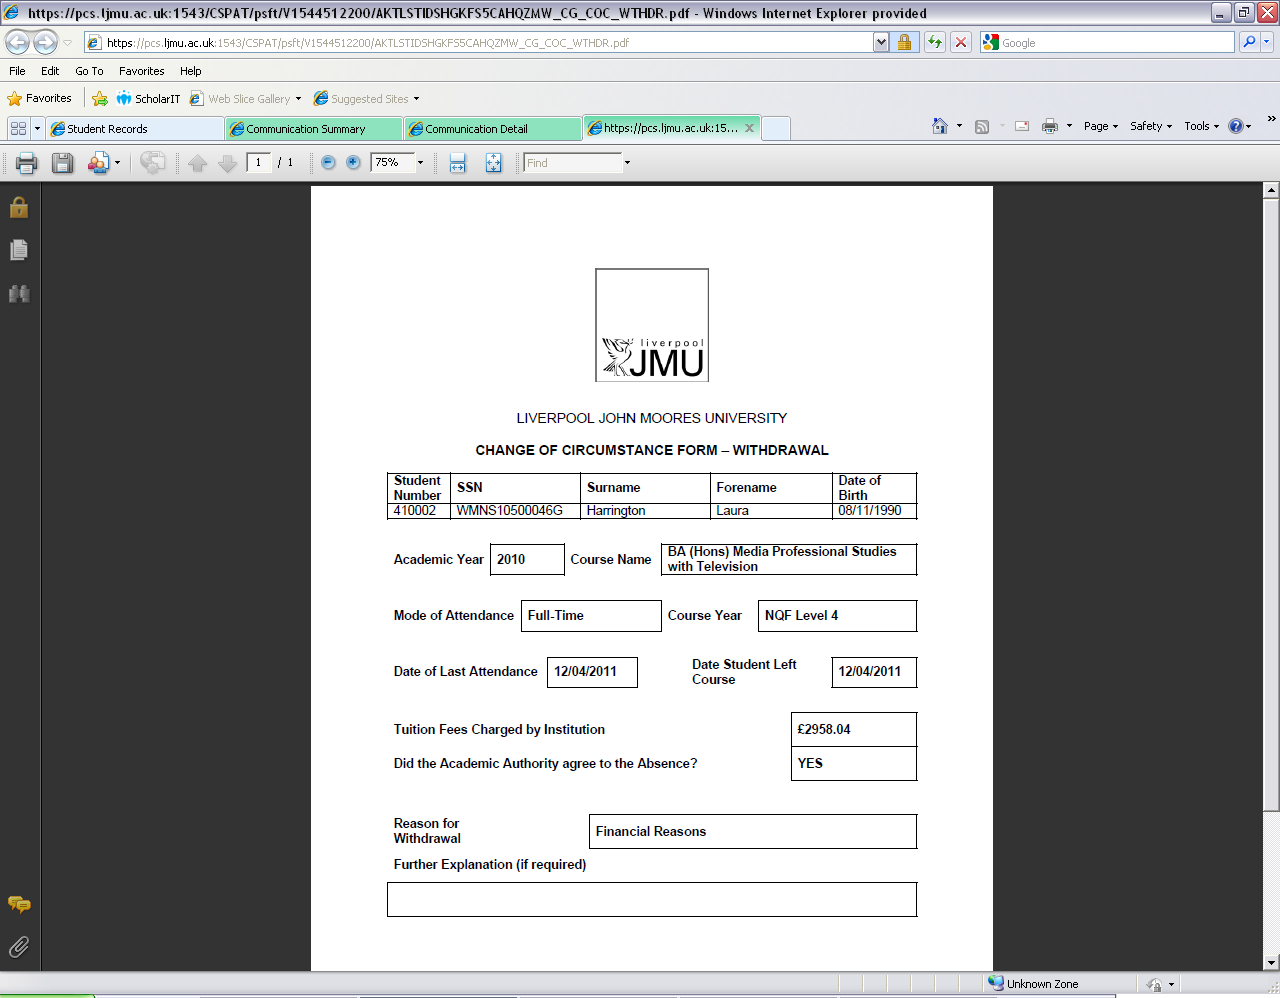 https://pcs.ljmu.ac.uk:1543/CSPAT/psft/V1544512200/AKTLSTIDSHGKFS5CAHQZMW_CG_COC_WTHDR.pdf - Windows Internet Explorer provided
https://pcs.ljmu.ac.uk:1543/CSPAT/psft/V1544512200/AKTLSTIDSHGKFS5CAHQZMW_CG_COC_WTHDR.pdf Google
File Edit Go To Favorites Help
Favorites ScholarIT Web Slice Gallery Suggested Sites
Student Records Communication Summary Communication Detail https://pcs.ljmu.ac.uk:15... Page Safety Tools
1 / 1 75% Find
liverpool
JMU
LIVERPOOL JOHN MOORES UNIVERSITY
CHANGE OF CIRCUMSTANCE FORM – WITHDRAWAL
Student Number SSN Surname Forename Date of Birth
410002 WMNS10500046G Harrington Laura 08/11/1990
Academic Year 2010 Course Name BA (Hons) Media Professional Studies with Television
Mode of Attendance Full-Time Course Year NQF Level 4
Date of Last Attendance 12/04/2011 Date Student Left Course 12/04/2011
Tuition Fees Charged by Institution £2958.04
Did the Academic Authority agree to the Absence? YES
Reason for Withdrawal Financial Reasons
Further Explanation (if required)
Unknown Zone